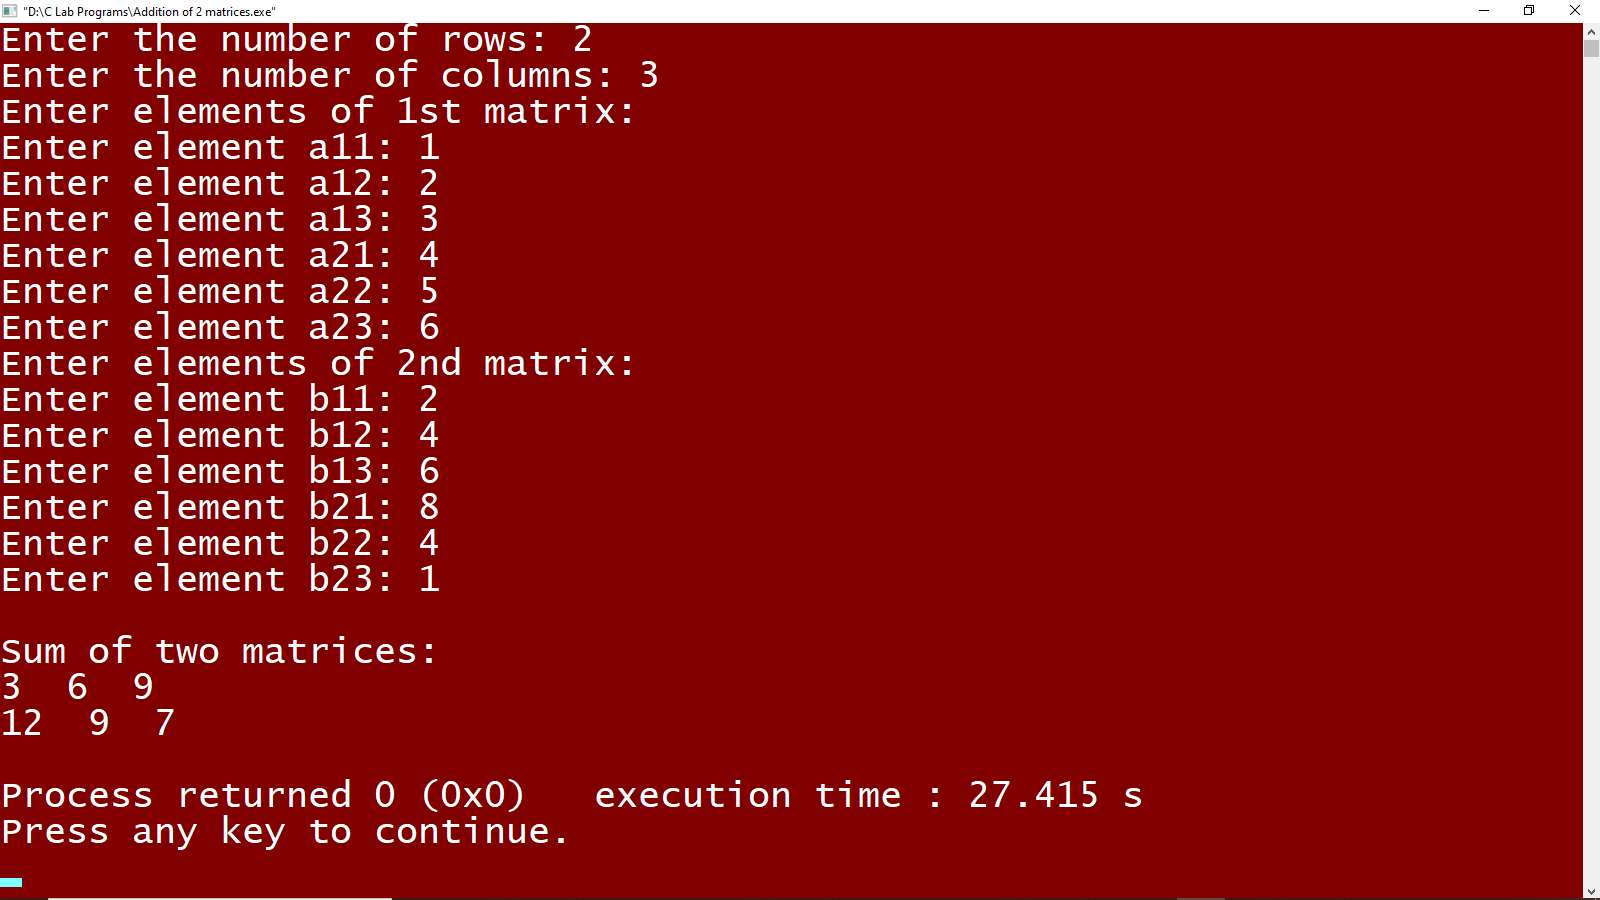 "D:\C Lab Programs\Addition of 2 matrices.exe"
Enter the number of rows: 2
Enter the number of columns: 3
Enter elements of 1st matrix:
Enter element a11: 1
Enter element a12: 2
Enter element a13: 3
Enter element a21: 4
Enter element a22: 5
Enter element a23: 6
Enter elements of 2nd matrix:
Enter element b11: 2
Enter element b12: 4
Enter element b13: 6
Enter element b21: 8
Enter element b22: 4
Enter element b23: 1
Sum of two matrices:
3  6  9
12  9  7
Process returned 0 (0x0)   execution time : 27.415 s
Press any key to continue.